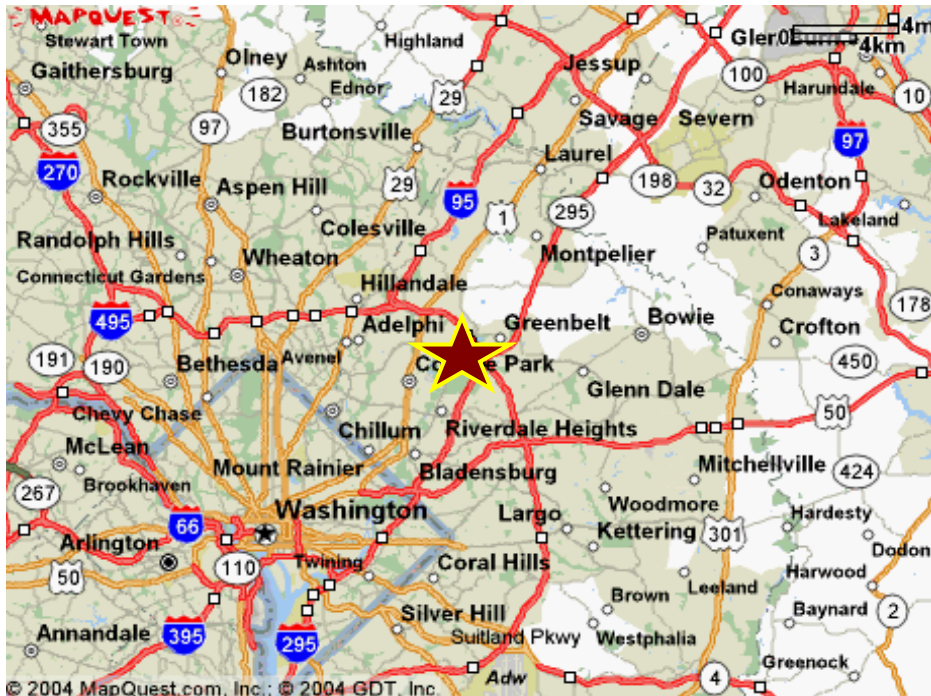 MAPQUEST
Stewart Town
Highland
4m
0
4km
Olney
Gaithersburg
Ashton
Jessup
100
Harundale
182
Ednor
29
10
355
97
Burtonsville
Savage
Severn
97
270
Laurel
Rockville
Aspen Hill
29
95
198
32
Odenton
1
295
Colesville
Lakeland
Randolph Hills
Patuxent
Wheaton
Montpelier
3
Connecticut Gardens
Hillandale
Conaways
178
495
Adelphi
Greenbelt
Bowie
Crofton
191
190
Bethesda
Avenel
Park
450
Glenn Dale
Chevy Chase
50
Chillum
Riverdale Heights
McLean
Mount Rainier
Bladensburg
Mitchellville
424
Brookhaven
267
Washington
Woodmore
66
Largo
Kettering
301
Hardesty
Arlington
Dodon
50
110
Twining
Coral Hills
Leeland
Harwood
Silver Hill
Brown
Baynard
2
Annandale
395
295
Suitland Pkwy
Westphalia
Greenock
4
Adw
© 2004 MapQuest.com, Inc.; © 2004 GDT, Inc.